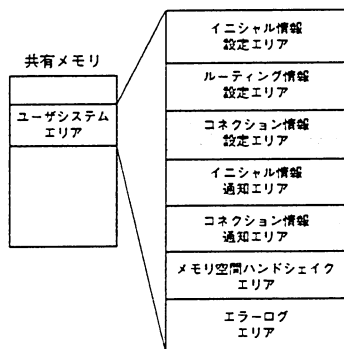 共有メモリ
ユーザシステム
エリア
イニシャル情報
設定エリア
ルーティング情報
設定エリア
コネクション情報
設定エリア
イニシャル情報
通知エリア
コネクション情報
通知エリア
メモリ空間ハンドシェイク
エリア
エラーログ
エリア